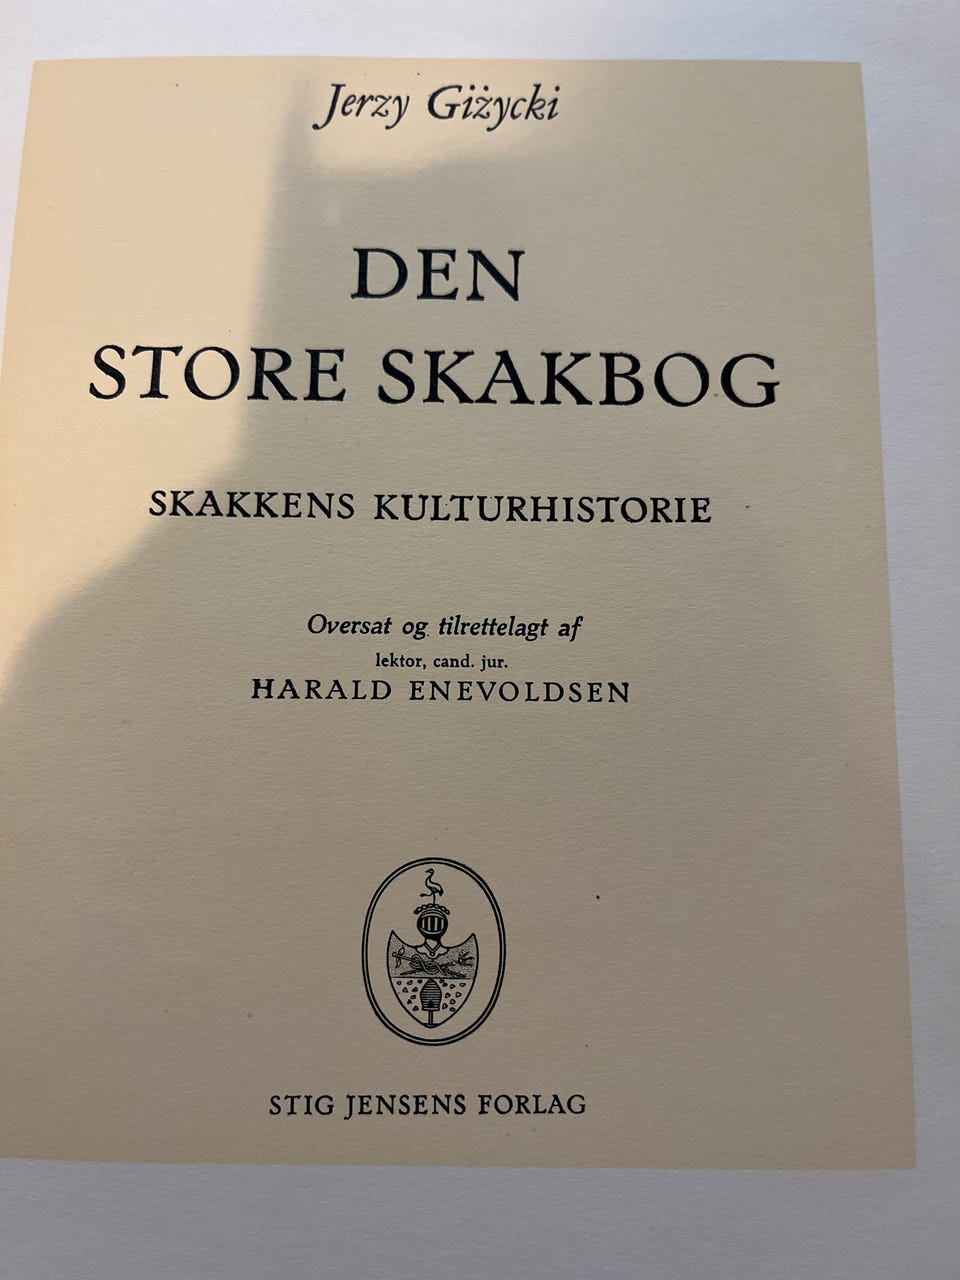 Jerzy Giżycki
DEN
STORE SKAKBOG
SKAKKENS KULTURHISTORIE
Oversat og tilrettelagt af
lektor, cand. jur.
HARALD ENEVOLDSEN
STIG JENSENS FORLAG